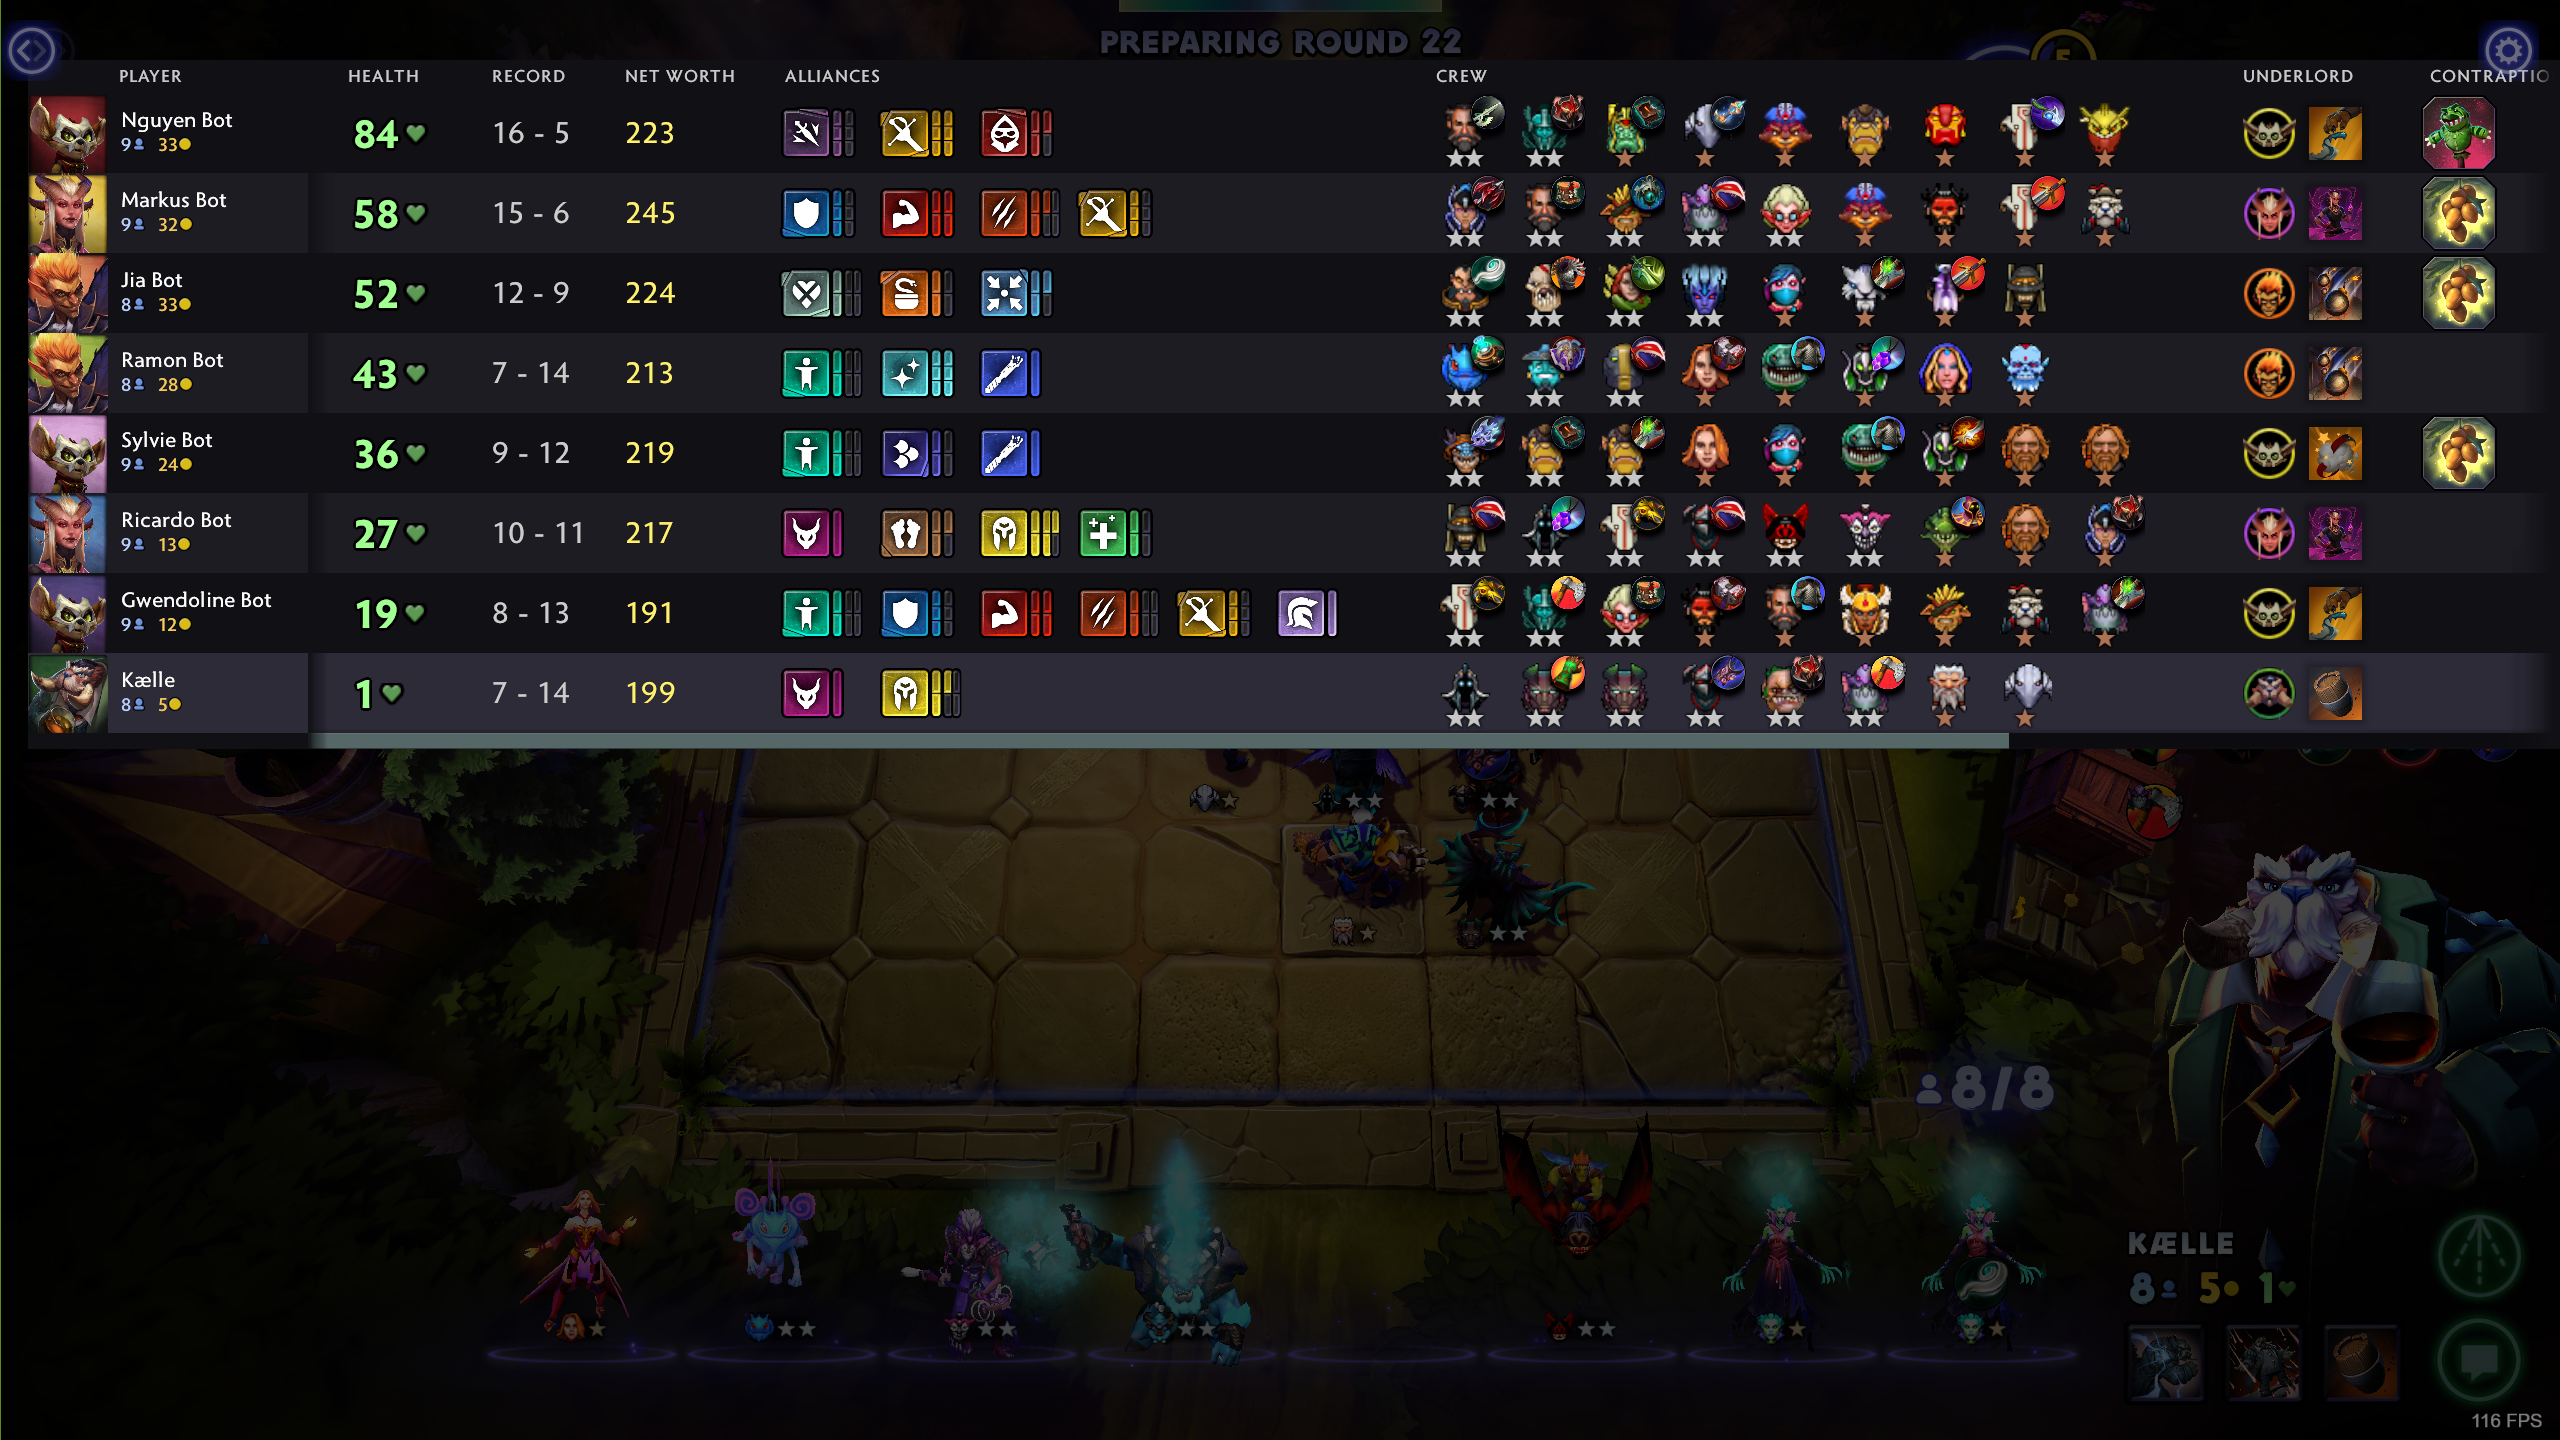 PREPARING ROUND 22
PLAYER HEALTH RECORD NET WORTH ALLIANCES CREW UNDERLORD CONTRAPTIO
Nguyen Bot
9 33
84 16 - 5 223
Markus Bot
9 32
58 15 - 6 245
Jia Bot
8 33
52 12 - 9 224
Ramon Bot
8 28
43 7 - 14 213
Sylvie Bot
9 24
36 9 - 12 219
Ricardo Bot
9 13
27 10 - 11 217
Gwendoline Bot
9 12
19 8 - 13 191
Kælle
8 5
1 7 - 14 199
8/8
KÆLLE
8 5 1
116 FPS